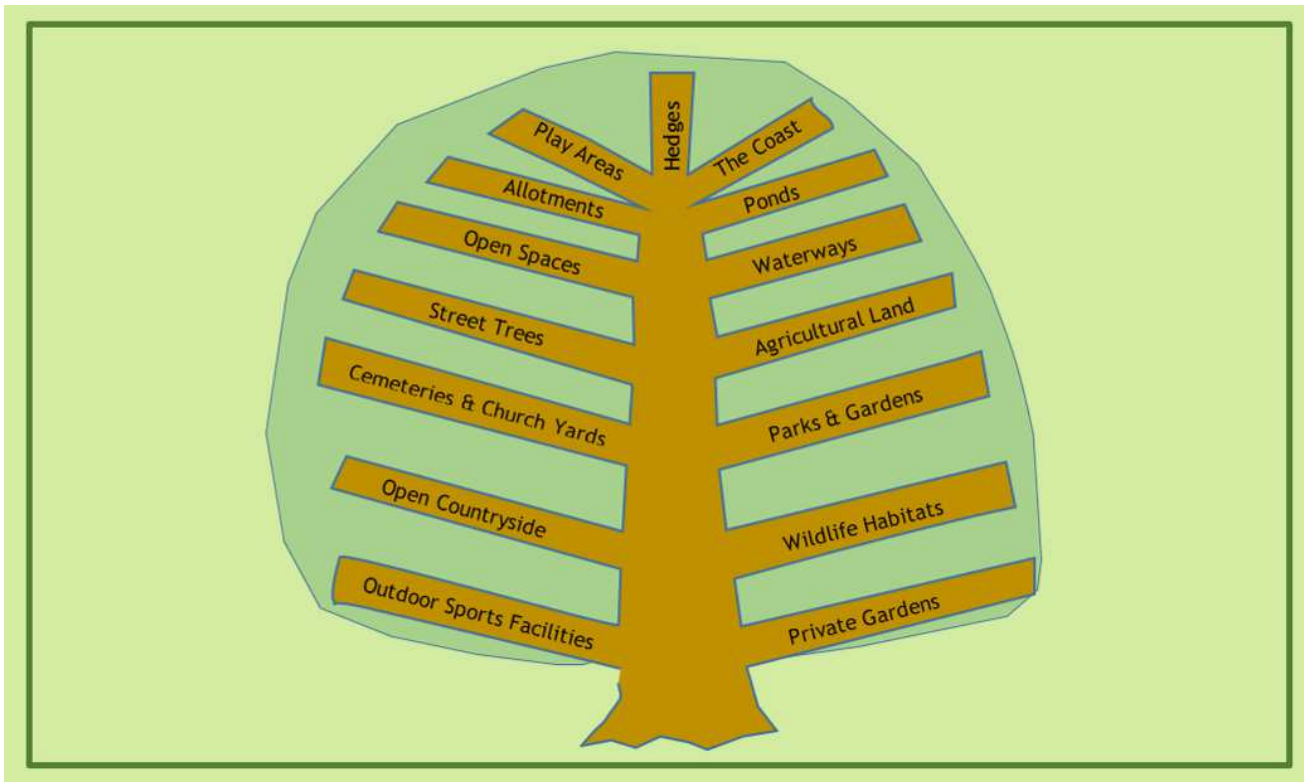 Hedges
Play Areas
The Coast
Allotments
Ponds
Open Spaces
Waterways
Street Trees
Agricultural Land
Cemeteries & Church Yards
Parks & Gardens
Open Countryside
Wildlife Habitats
Outdoor Sports Facilities
Private Gardens